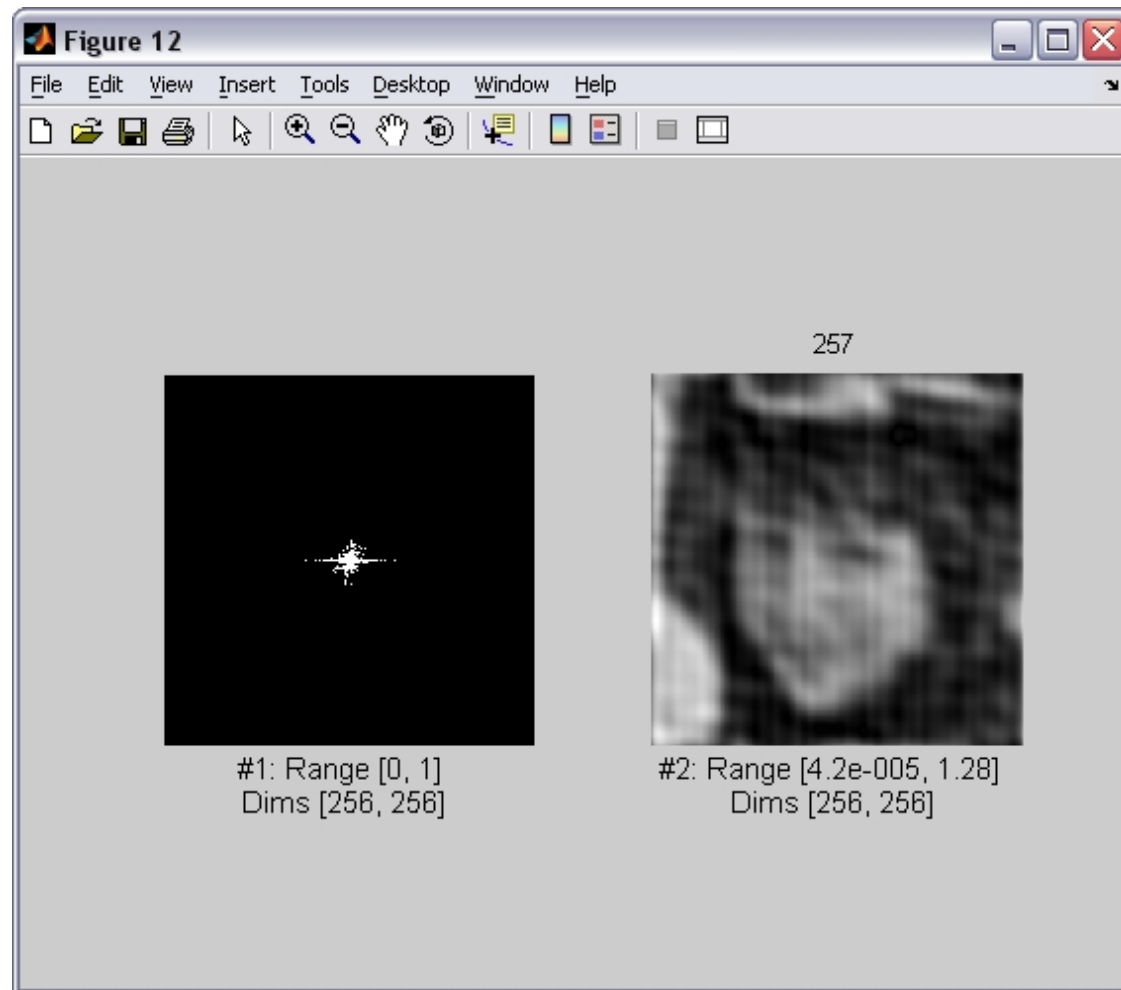 Figure 12
File Edit View Insert Tools Desktop Window Help
257
#1: Range [0, 1]
Dims [256, 256]
#2: Range [4.2e-005, 1.28]
Dims [256, 256]